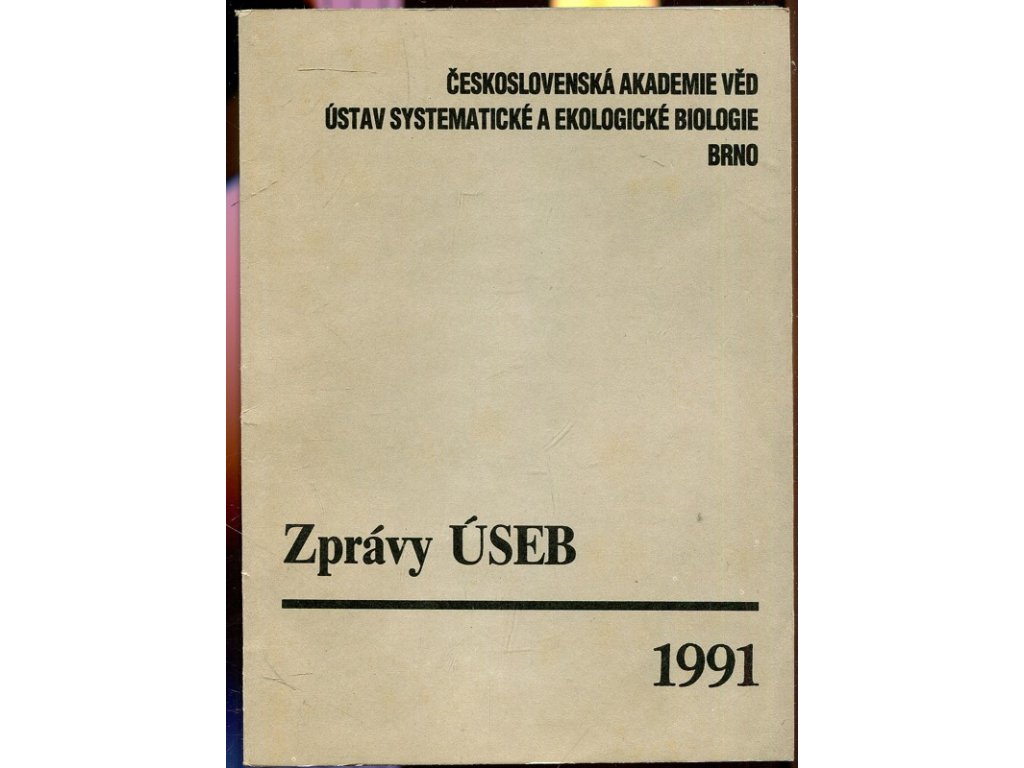 ČESKOSLOVENSKÁ AKADEMIE VĚD
ÚSTAV SYSTEMATICKÉ A EKOLOGICKÉ BIOLOGIE
BRNO
Zprávy ÚSEB
1991